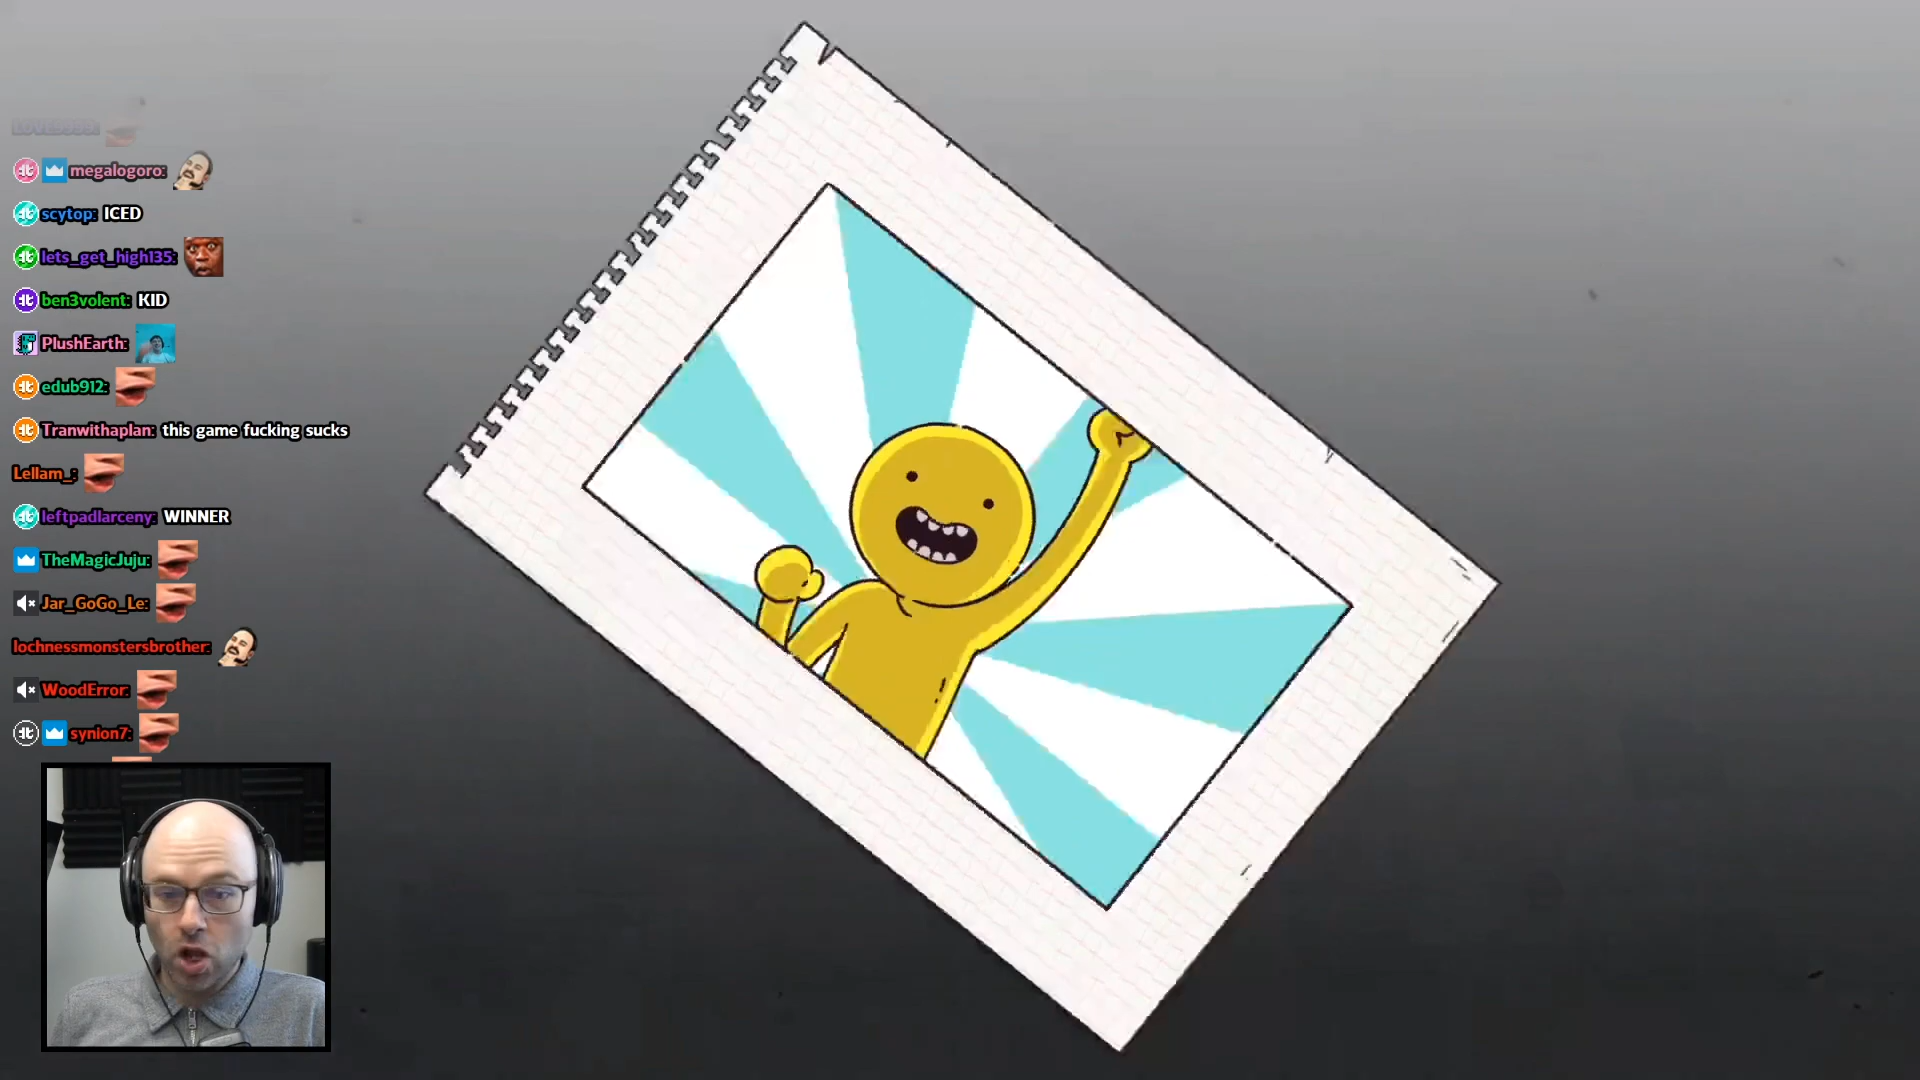 megalogoro:
scytop: ICED
lets_get_high135:
ben3volent: KID
PlushEarth:
edub912:
Tranwithaplan: this game fucking sucks
Lellam_:
leftpadlarceny: WINNER
TheMagicJuju:
Jar_GoGo_Le:
lochnessmonstersbrother:
WoodError:
synion7: